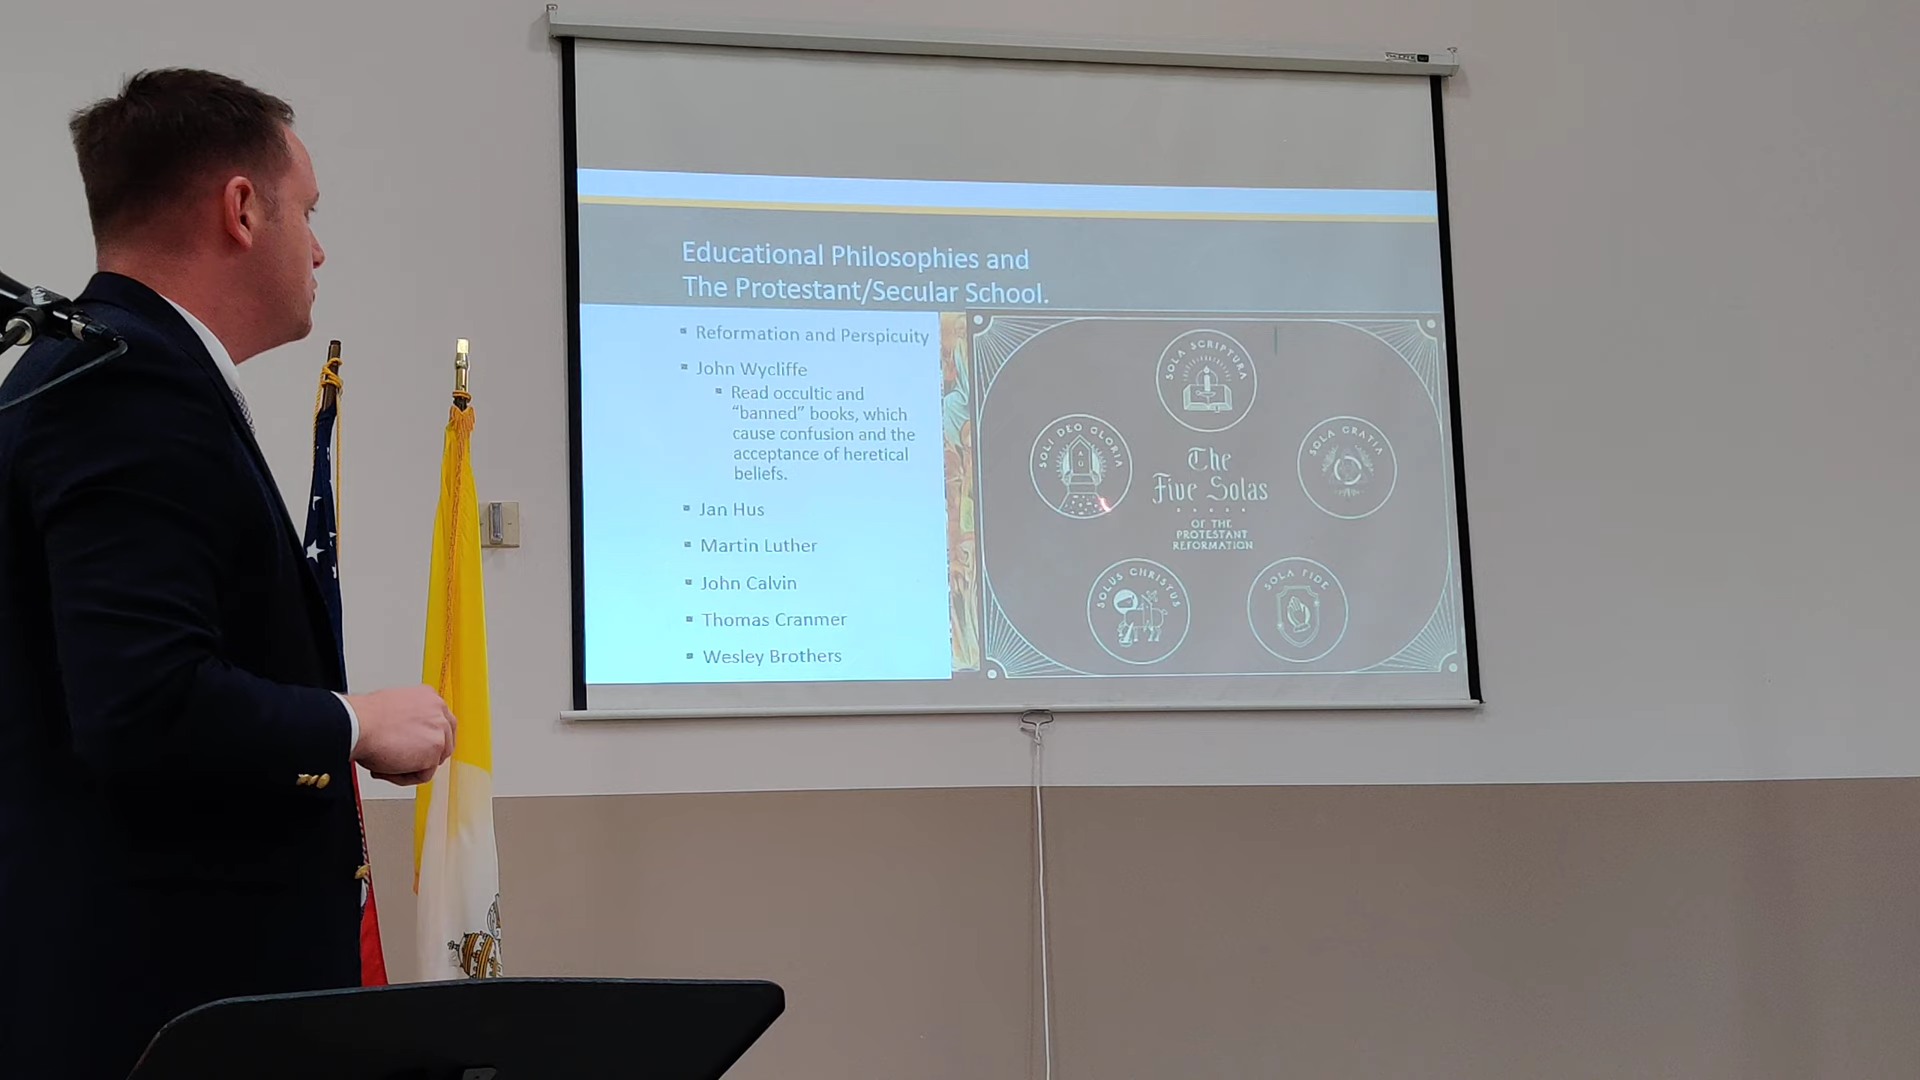 Educational Philosophies and
The Protestant/Secular School.
▪ Reformation and Perspicuity
▪ John Wycliffe
▪ Read occultic and
“banned” books, which
cause confusion and the
acceptance of heretical
beliefs.
▪ Jan Hus
▪ Martin Luther
▪ John Calvin
▪ Thomas Cranmer
▪ Wesley Brothers
SOLA SCRIPTURA
SOLI DEO GLORIA
SOLA GRATIA
The
Five Solas
OF THE
PROTESTANT
REFORMATION
SOLUS CHRISTUS
SOLA FIDE